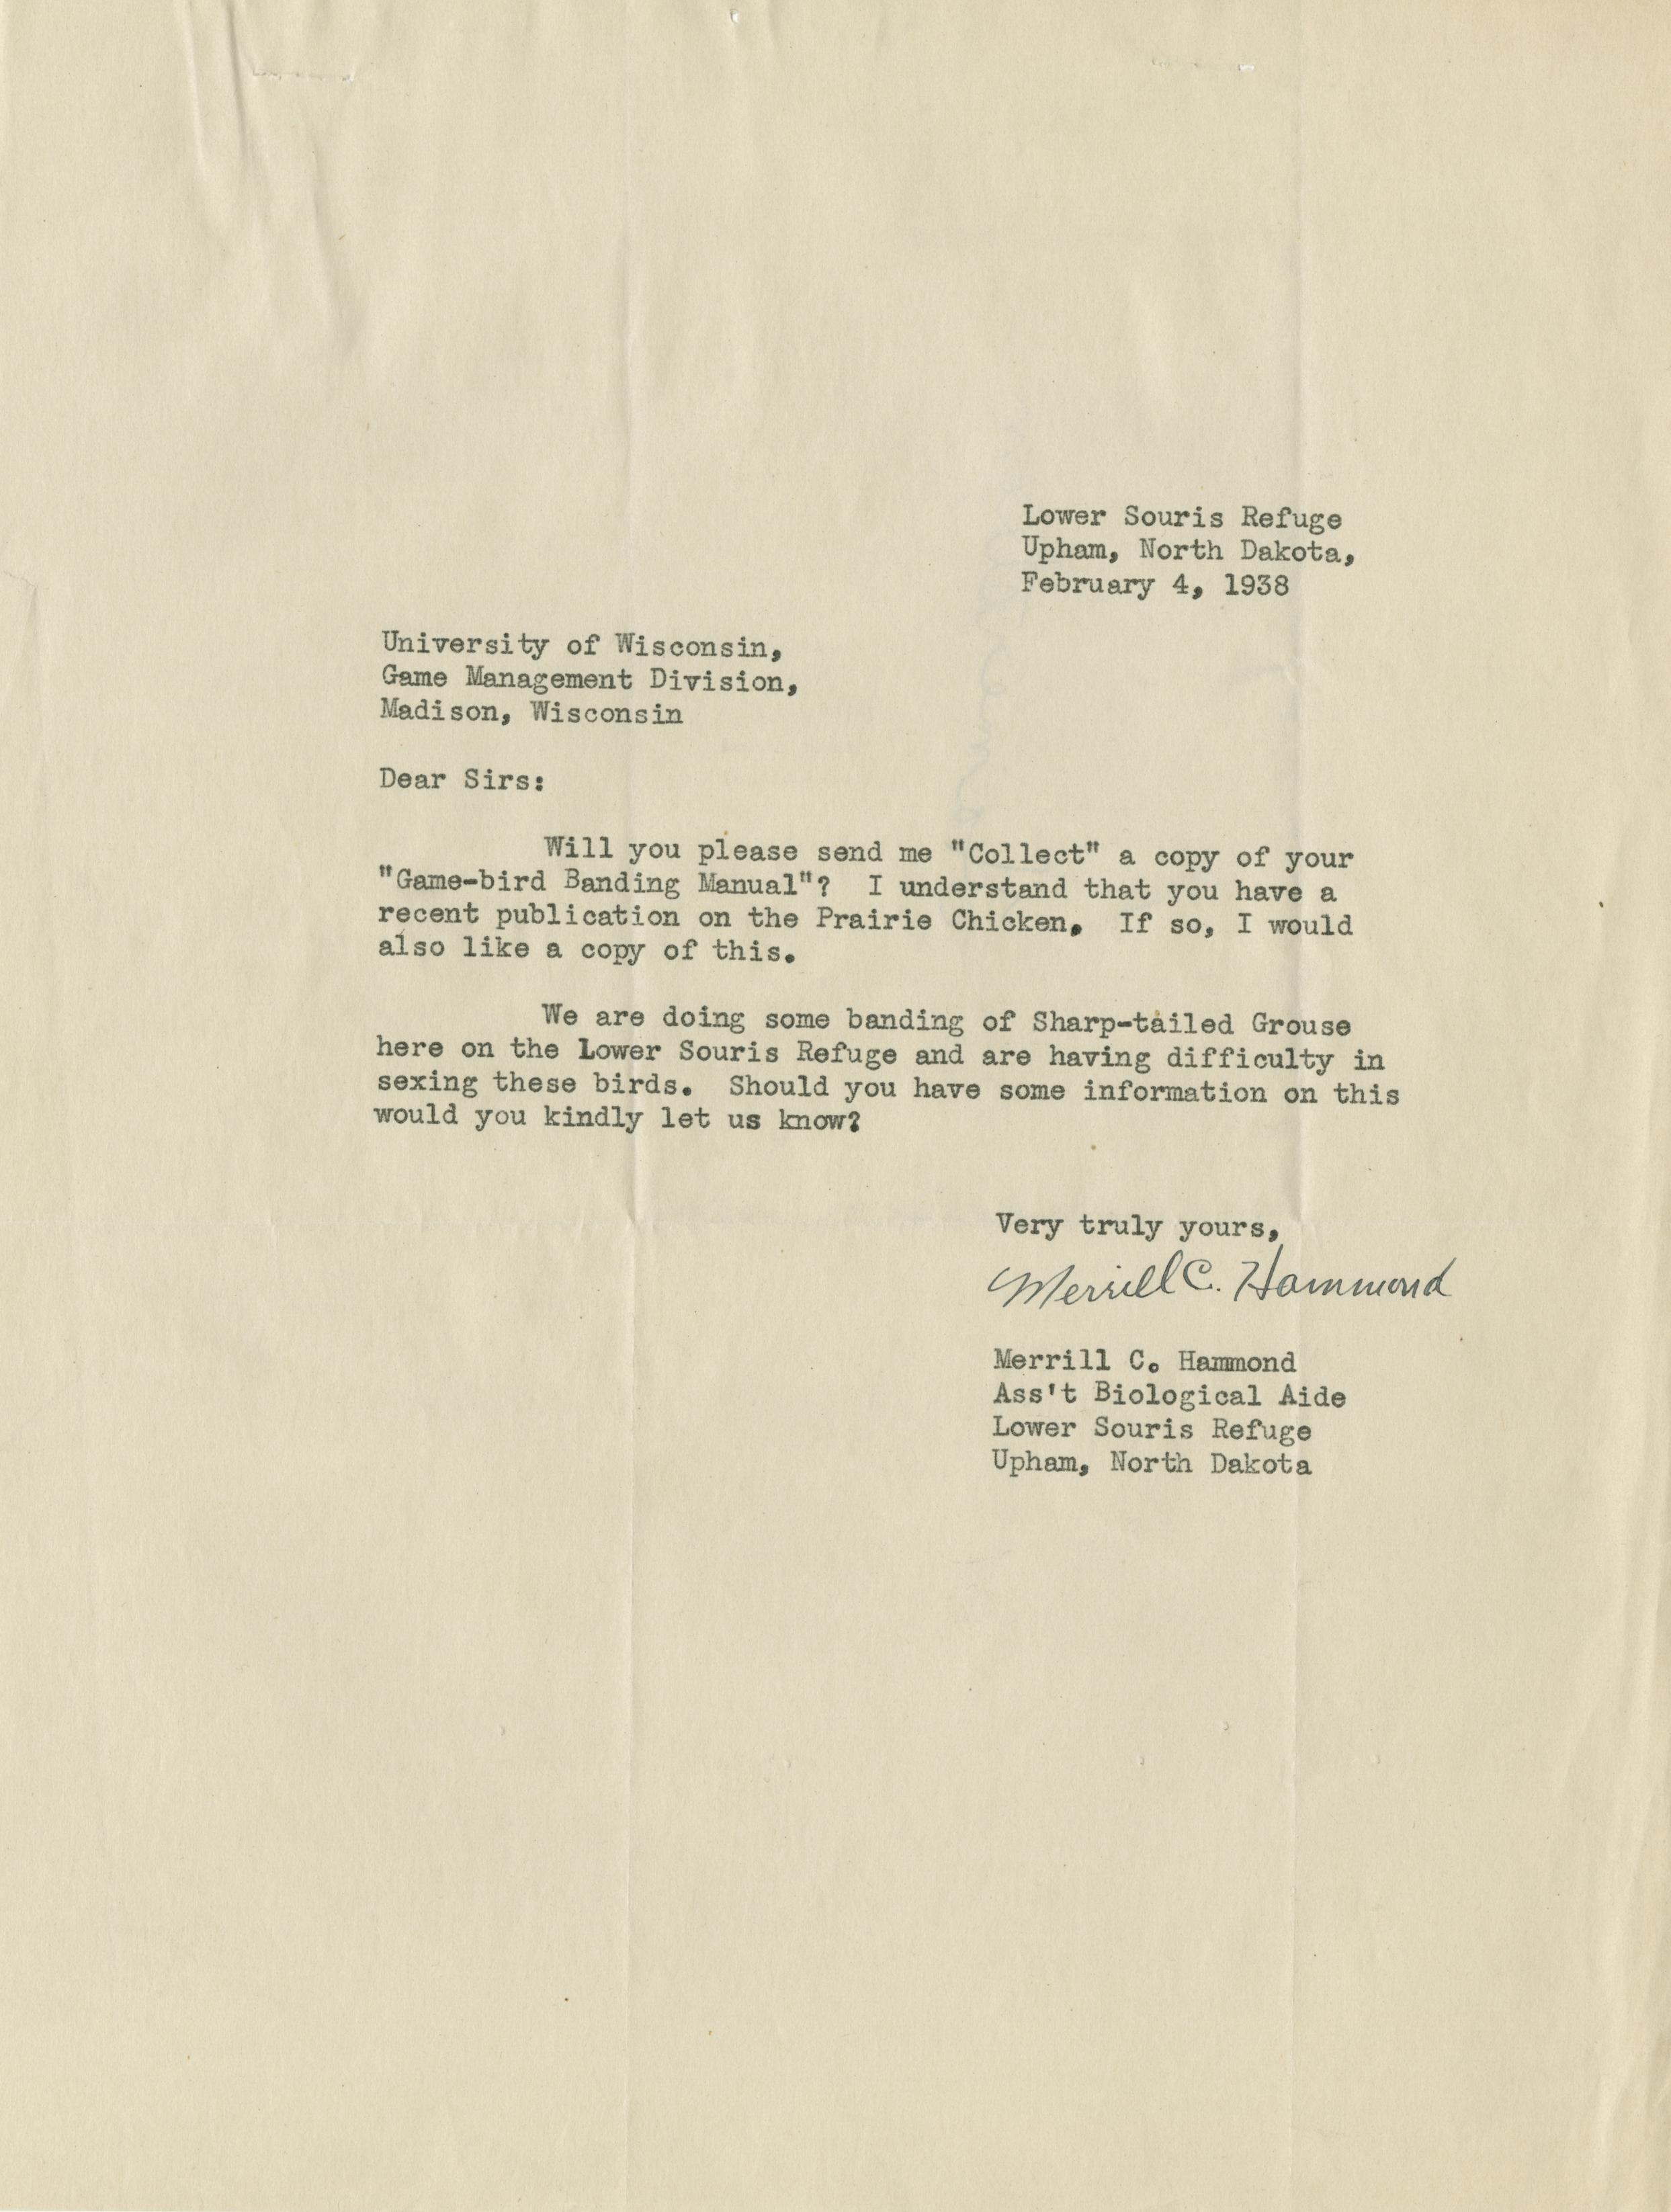 Lower Souris Refuge
Upham, North Dakota,
February 4, 1938
University of Wisconsin,
Game Management Division,
Madison, Wisconsin
Dear Sirs:
Will you please send me "Collect" a copy of your
"Game-bird Banding Manual"? I understand that you have a
recent publication on the Prairie Chicken. If so, I would
also like a copy of this.
We are doing some banding of Sharp-tailed Grouse
here on the Lower Souris Refuge and are having difficulty in
sexing these birds. Should you have some information on this
would you kindly let us know?
Very truly yours,
Merrill C. Hammond
Merrill C. Hammond
Ass't Biological Aide
Lower Souris Refuge
Upham, North Dakota